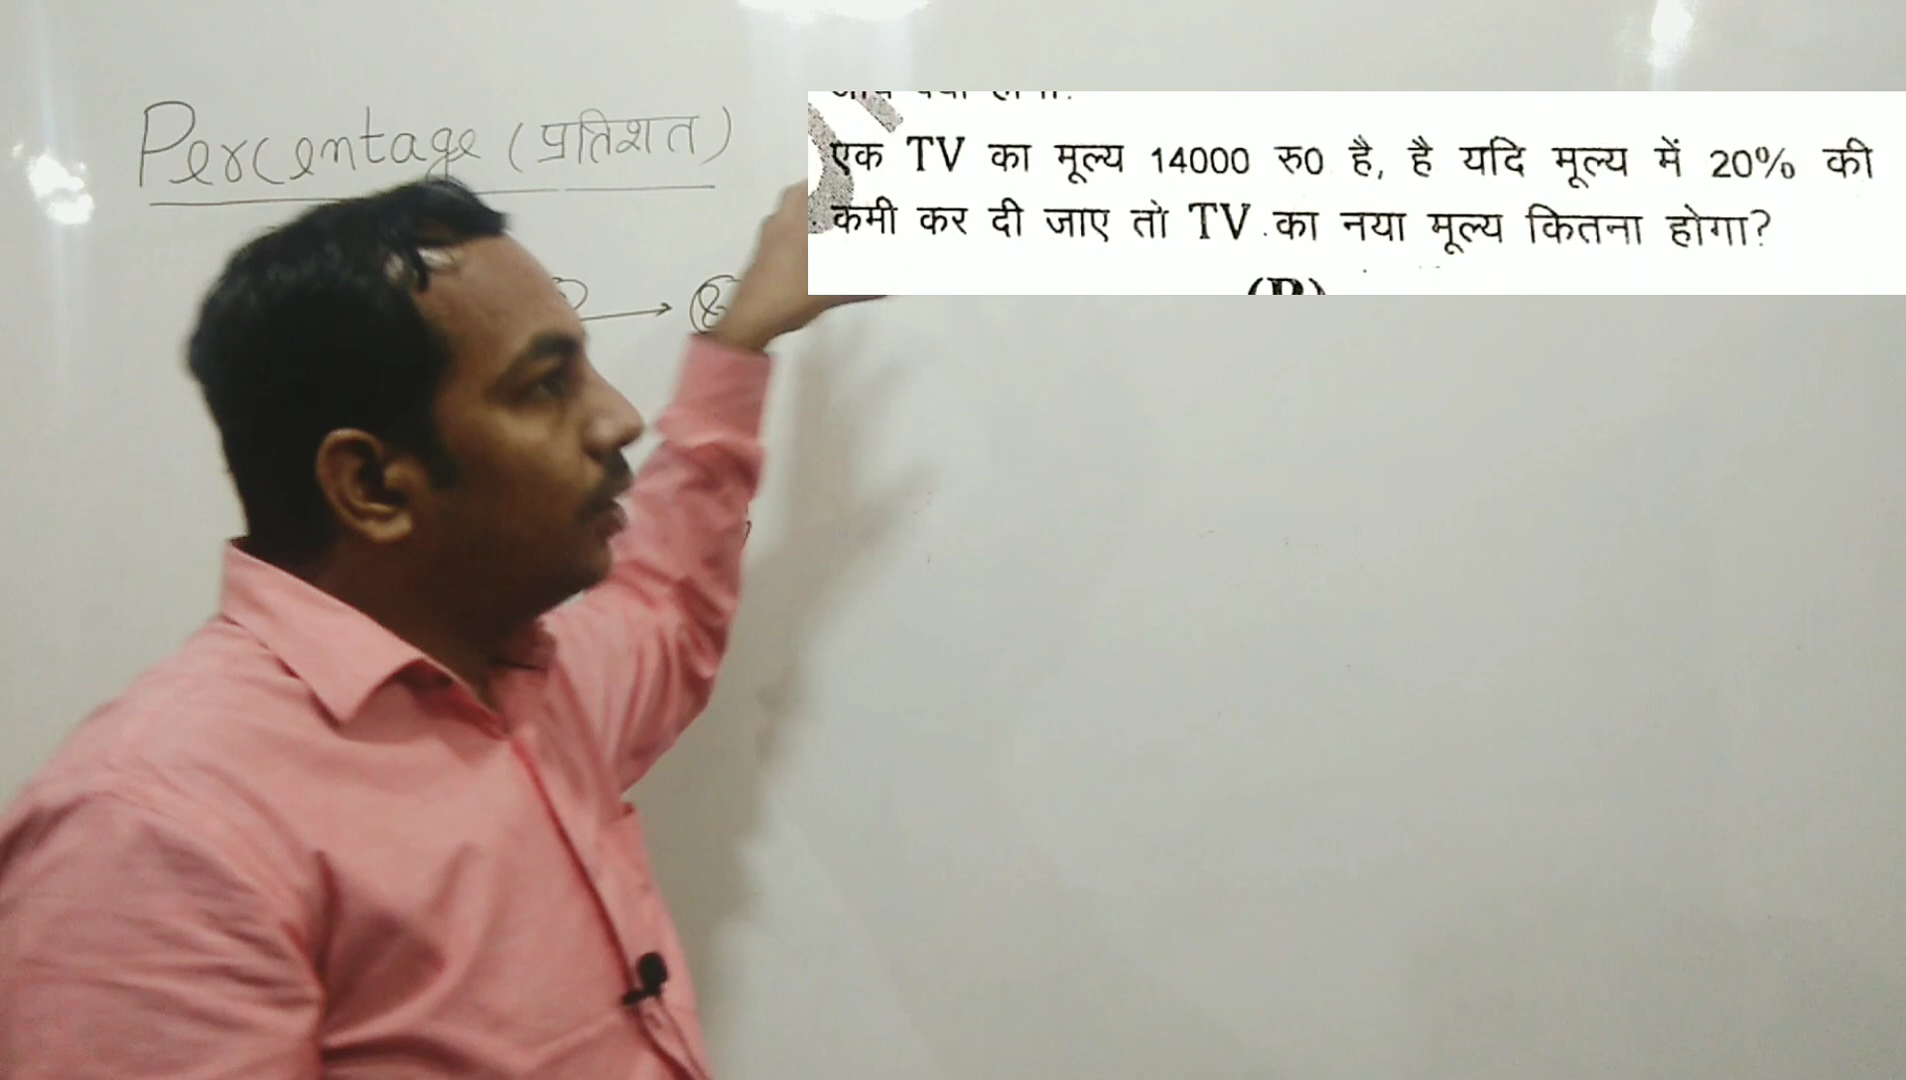 Percentage (प्रतिशत)
एक TV का मूल्य 14000 रु0 है, है यदि मूल्य में 20% की
कमी कर दी जाए तो TV का नया मूल्य कितना होगा?